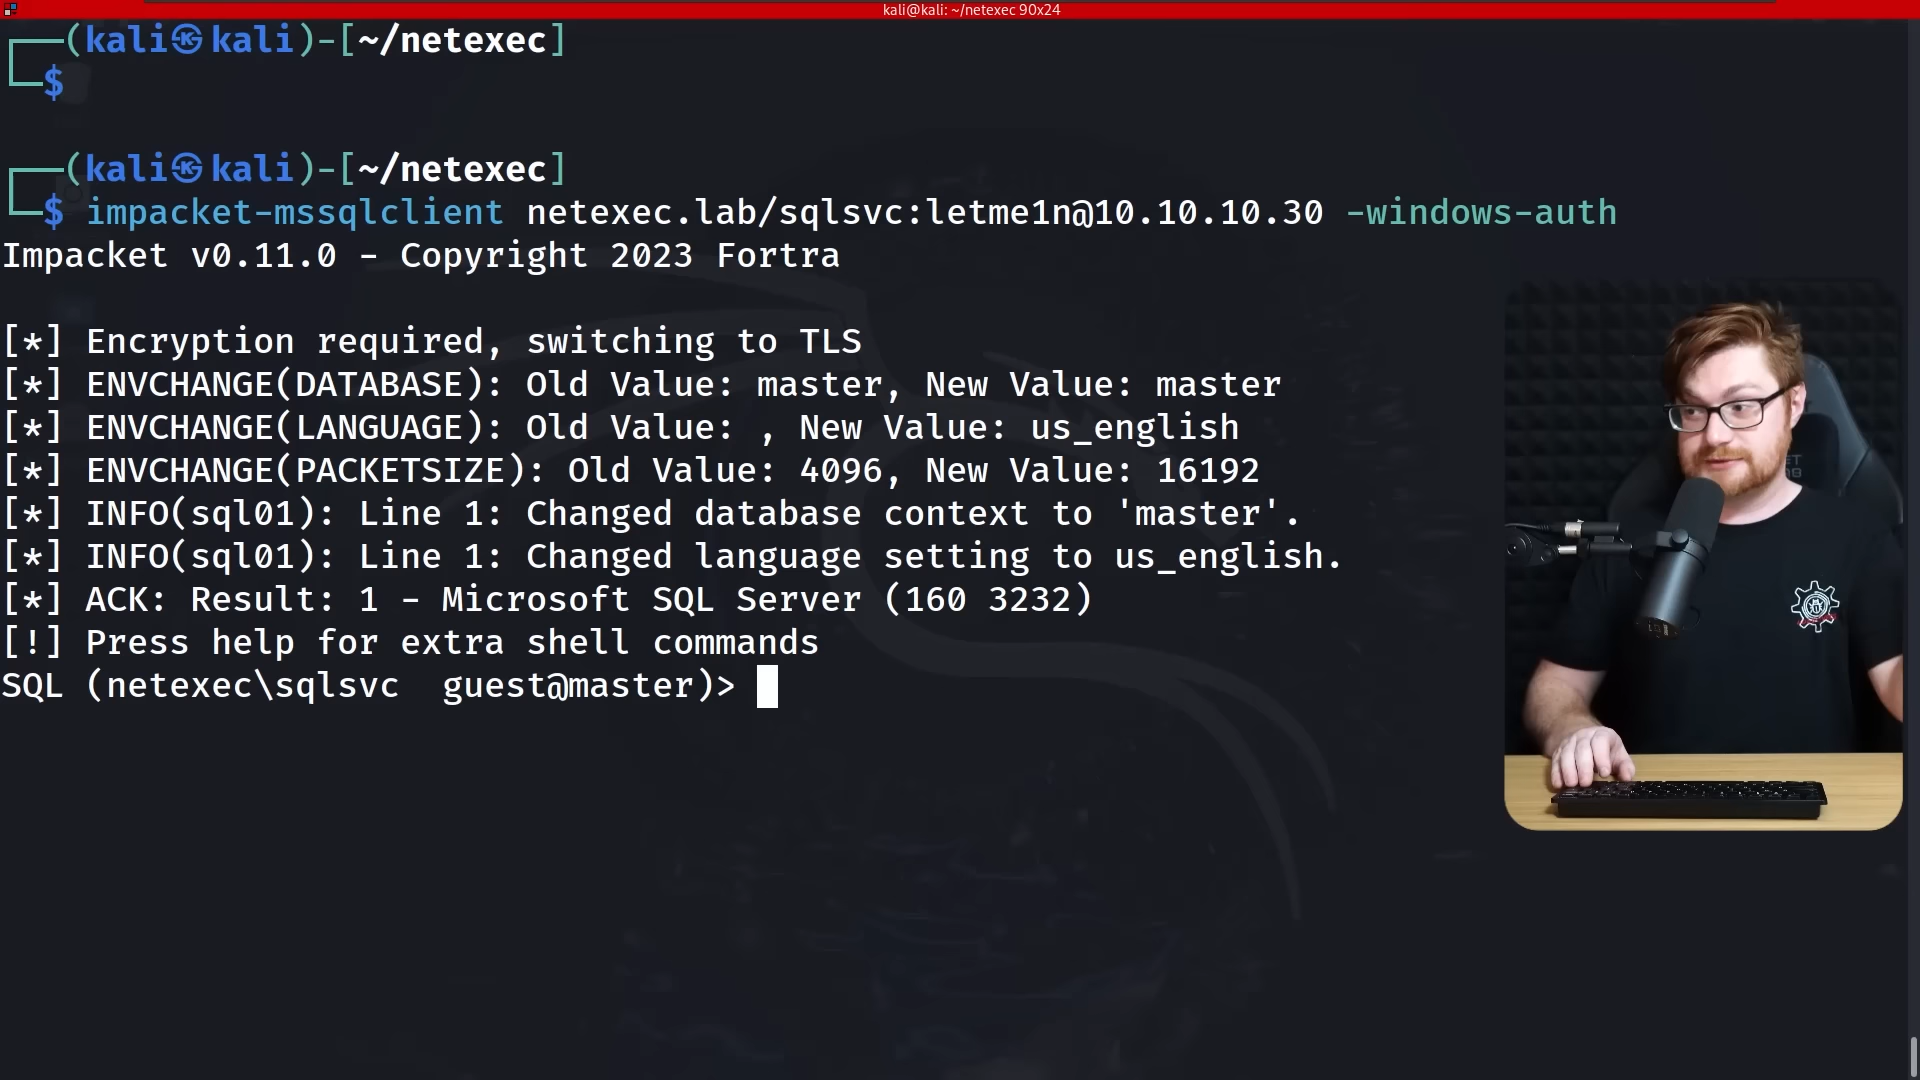 kali@kali: ~/netexec 90x24
┌──(kali㉿kali)-[~/netexec]
└─$
┌──(kali㉿kali)-[~/netexec]
└─$ impacket-mssqlclient netexec.lab/sqlsvc:letme1n@10.10.10.30 -windows-auth
Impacket v0.11.0 - Copyright 2023 Fortra
[*] Encryption required, switching to TLS
[*] ENVCHANGE(DATABASE): Old Value: master, New Value: master
[*] ENVCHANGE(LANGUAGE): Old Value: , New Value: us_english
[*] ENVCHANGE(PACKETSIZE): Old Value: 4096, New Value: 16192
[*] INFO(sql01): Line 1: Changed database context to 'master'.
[*] INFO(sql01): Line 1: Changed language setting to us_english.
[*] ACK: Result: 1 - Microsoft SQL Server (160 3232)
[!] Press help for extra shell commands
SQL (netexec\sqlsvc  guest@master)>